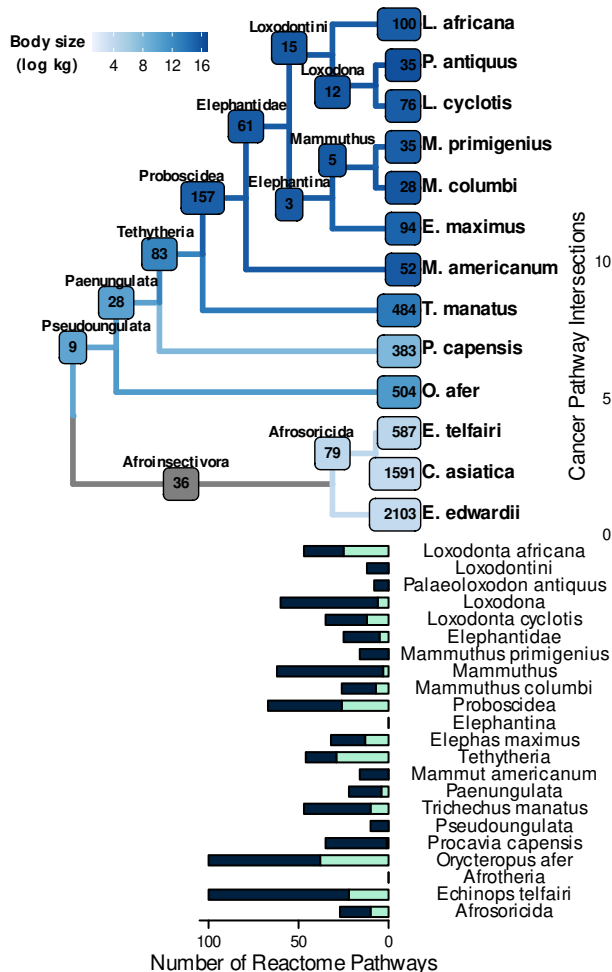 Body size
(log kg)
4 8 12 16
Loxodontini
15
100 L. africana
35 P. antiquus
Loxodona
12
76 L. cyclotis
Elephantidae
61
Mammuthus
5
35 M. primigenius
28 M. columbi
Elephantina
3
94 E. maximus
Proboscidea
157
52 M. americanum
Tethytheria
83
484 T. manatus
Paenungulata
28
383 P. capensis
Pseudoungulata
9
504 O. afer
Afrosoricida
79
587 E. telfairi
Afroinsectivora
36
1591 C. asiatica
2103 E. edwardii
Cancer Pathway Intersections
10
5
0
Loxodonta africana
Loxodontini
Palaeoloxodon antiquus
Loxodona
Loxodonta cyclotis
Elephantidae
Mammuthus primigenius
Mammuthus
Mammuthus columbi
Proboscidea
Elephantina
Elephas maximus
Tethytheria
Mammut americanum
Paenungulata
Trichechus manatus
Pseudoungulata
Procavia capensis
Orycteropus afer
Afrotheria
Echinops telfairi
Afrosoricida
100 50 0
Number of Reactome Pathways